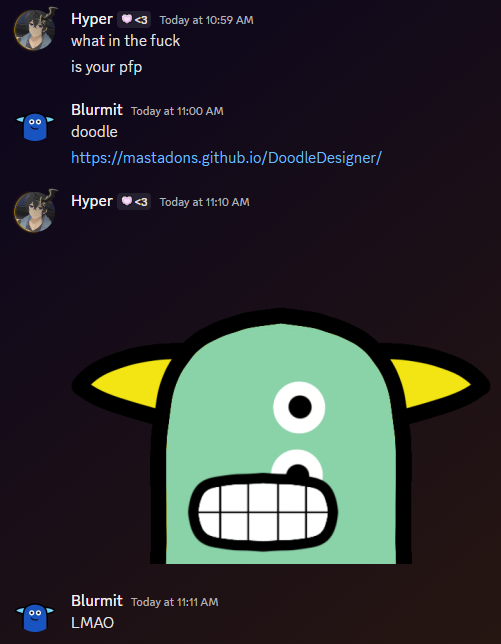 Hyper <3 Today at 10:59 AM
what in the fuck
is your pfp
Blurmit Today at 11:00 AM
doodle
https://mastadons.github.io/DoodleDesigner/
Hyper <3 Today at 11:10 AM
Blurmit Today at 11:11 AM
LMAO